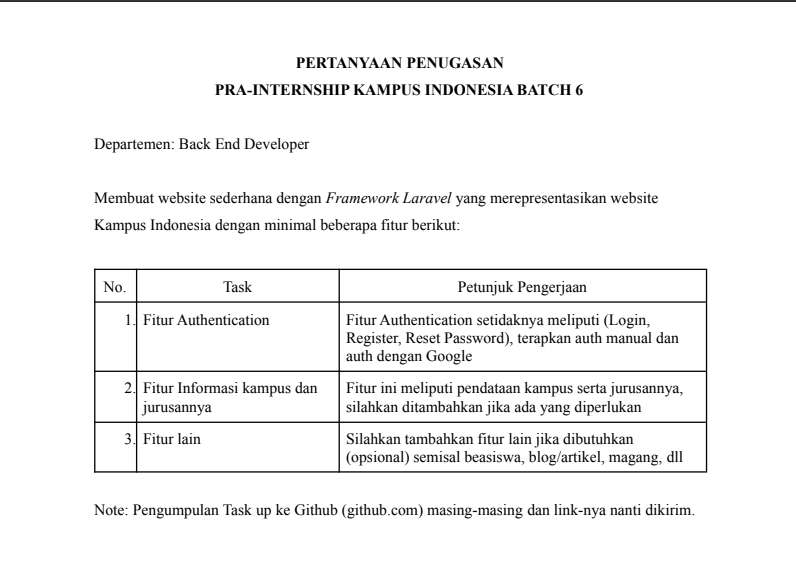 PERTANYAAN PENUGASAN
PRA-INTERNSHIP KAMPUS INDONESIA BATCH 6
Departemen: Back End Developer
Membuat website sederhana dengan Framework Laravel yang merepresentasikan website
Kampus Indonesia dengan minimal beberapa fitur berikut:
No. Task Petunjuk Pengerjaan
1. Fitur Authentication
Fitur Authentication setidaknya meliputi (Login,
Register, Reset Password), terapkan auth manual dan
auth dengan Google
2. Fitur Informasi kampus dan
jurusannya
Fitur ini meliputi pendataan kampus serta jurusannya,
silahkan ditambahkan jika ada yang diperlukan
3. Fitur lain
Silahkan tambahkan fitur lain jika dibutuhkan
(opsional) semisal beasiswa, blog/artikel, magang, dll
Note: Pengumpulan Task up ke Github (github.com) masing-masing dan link-nya nanti dikirim.